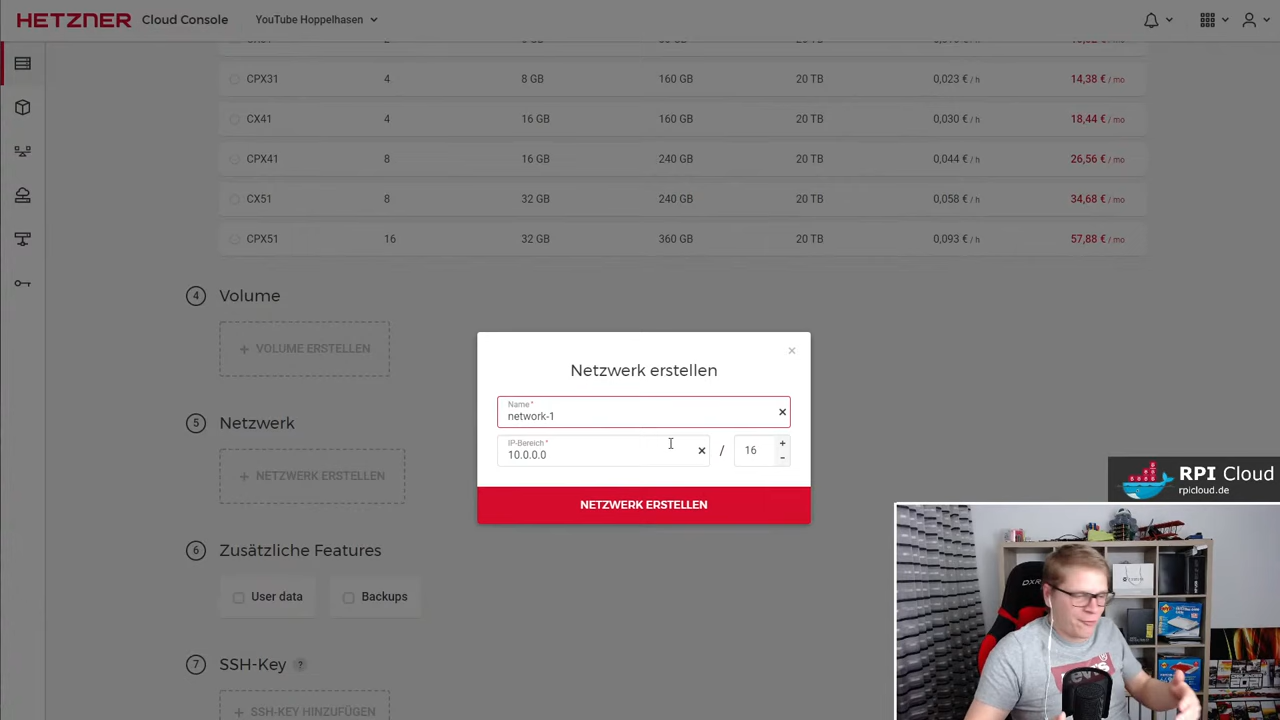 HETZNER Cloud Console YouTube Hoppelhasen
CPX31 4 8 GB 160 GB 20 TB 0,023 € / h 14,38 € / mo
CX41 4 16 GB 160 GB 20 TB 0,030 € / h 18,44 € / mo
CPX41 8 16 GB 240 GB 20 TB 0,044 € / h 26,56 € / mo
CX51 8 32 GB 240 GB 20 TB 0,058 € / h 34,68 € / mo
CPX51 16 32 GB 360 GB 20 TB 0,093 € / h 57,88 € / mo
4 Volume
+ VOLUME ERSTELLEN
5 Netzwerk
+ NETZWERK ERSTELLEN
6 Zusätzliche Features
User data Backups
7 SSH-Key ?
+ SSH-KEY HINZUFÜGEN
×
Netzwerk erstellen
Name *
network-1 ×
IP-Bereich *
10.0.0.0 × / 16 + -
NETZWERK ERSTELLEN
RPI Cloud
rpicloud.de
DXR